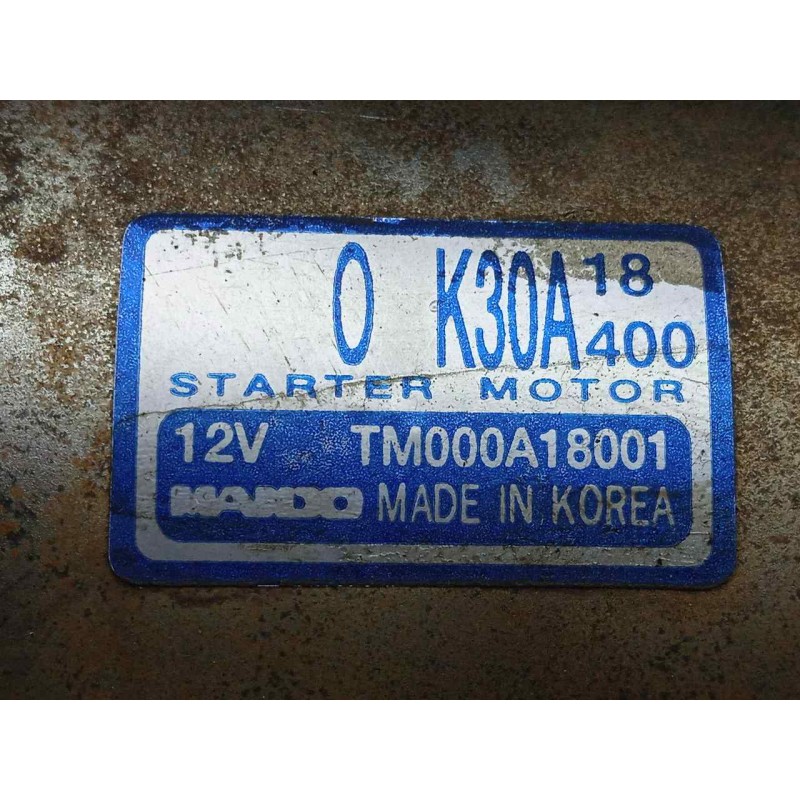 0 K30A 18 400
STARTER MOTOR
12V TM000A18001
MANDO MADE IN KOREA